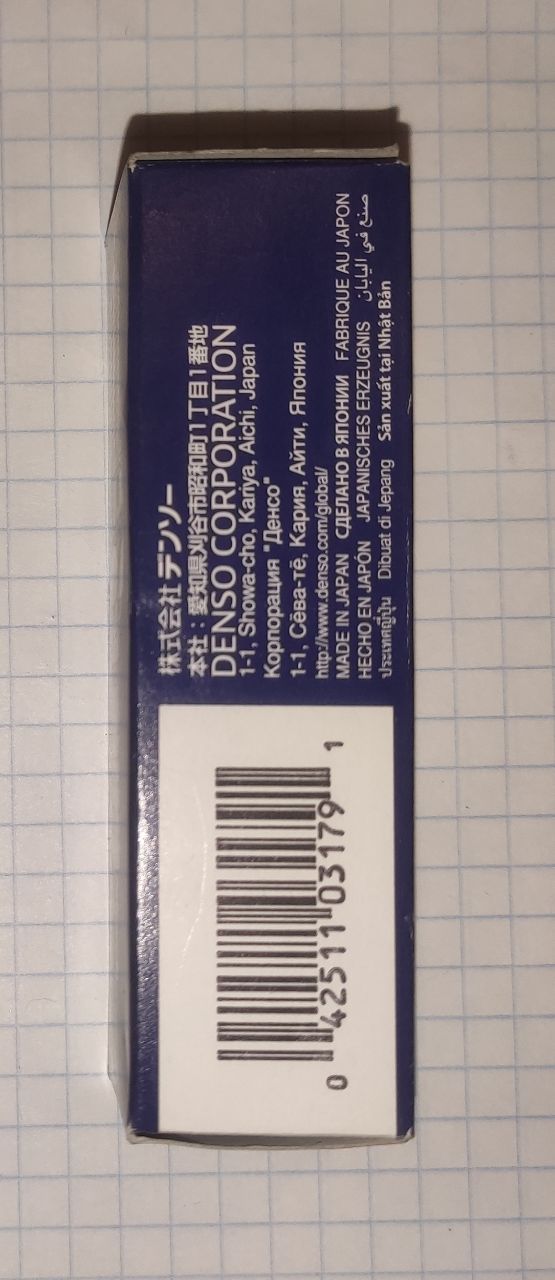 株式会社デンソー
本社：愛知県刈谷市昭和町1丁目1番地
DENSO CORPORATION
1-1, Showa-cho, Kariya, Aichi, Japan
Корпорация "Денсо"
1-1, Сёва-тё, Кария, Айти, Япония
http://www.denso.com/global/
MADE IN JAPAN СДЕЛАНО В ЯПОНИИ FABRIQUE AU JAPON
HECHO EN JAPON JAPANISCHES ERZEUGNIS صنع في اليابان
ประเทศญี่ปุ่น Dibuat di Jepang Sản xuất tại Nhật Bản
0 42511 03179 1